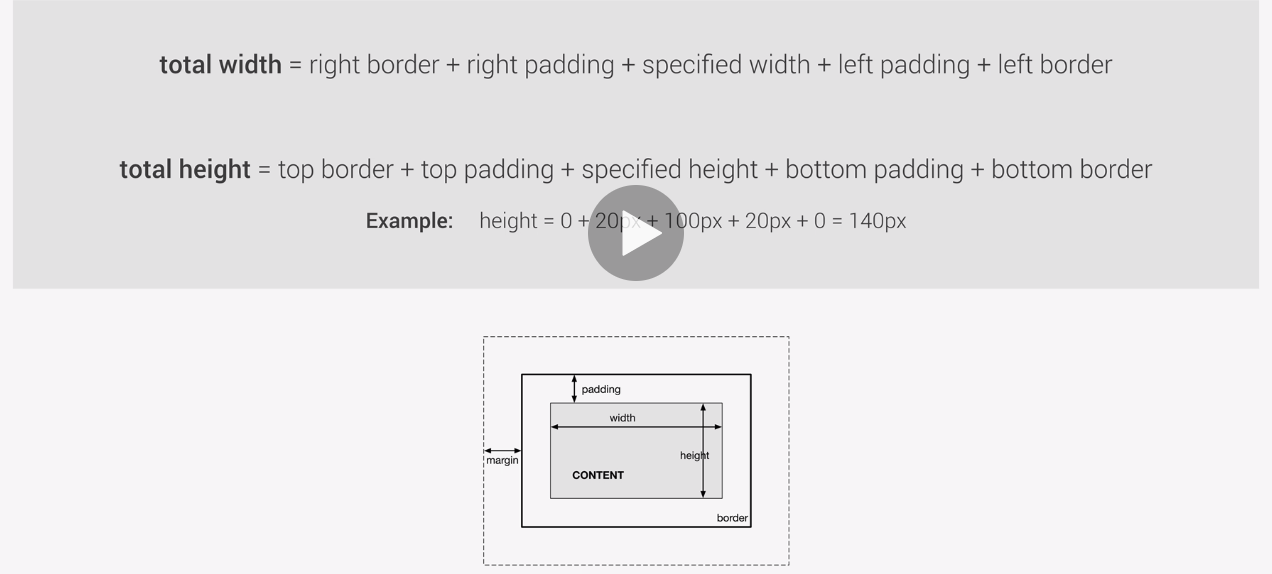 total width = right border + right padding + specified width + left padding + left border
total height = top border + top padding + specified height + bottom padding + bottom border
Example: height = 0 + 20px + 100px + 20px + 0 = 140px
padding
width
height
margin
CONTENT
border